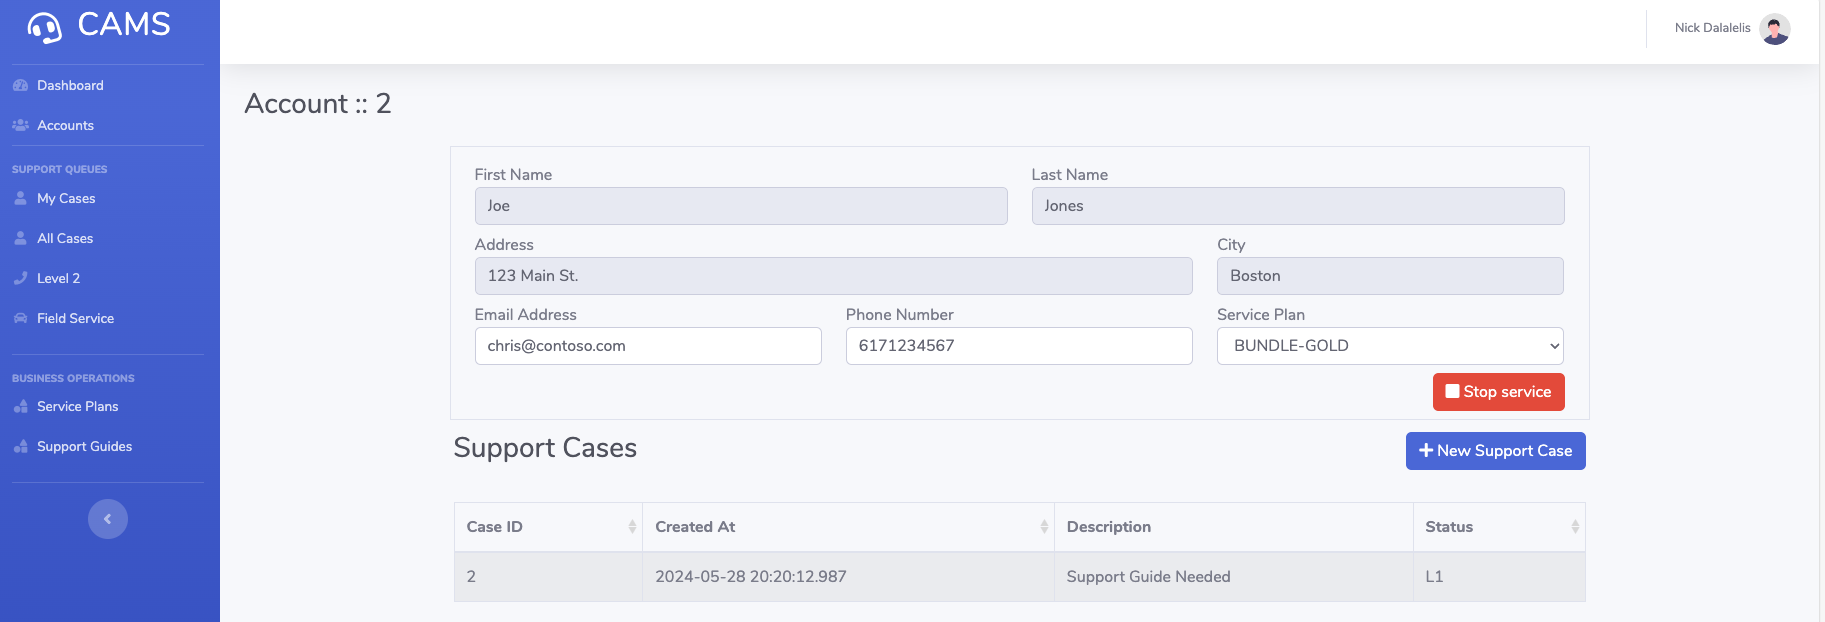 CAMS
Nick Dalalelis
Dashboard
Accounts
SUPPORT QUEUES
My Cases
All Cases
Level 2
Field Service
BUSINESS OPERATIONS
Service Plans
Support Guides
Account :: 2
First Name
Last Name
Joe
Jones
Address
City
123 Main St.
Boston
Email Address
Phone Number
Service Plan
chris@contoso.com
6171234567
BUNDLE-GOLD
Stop service
Support Cases
New Support Case
Case ID
Created At
Description
Status
2
2024-05-28 20:20:12.987
Support Guide Needed
L1